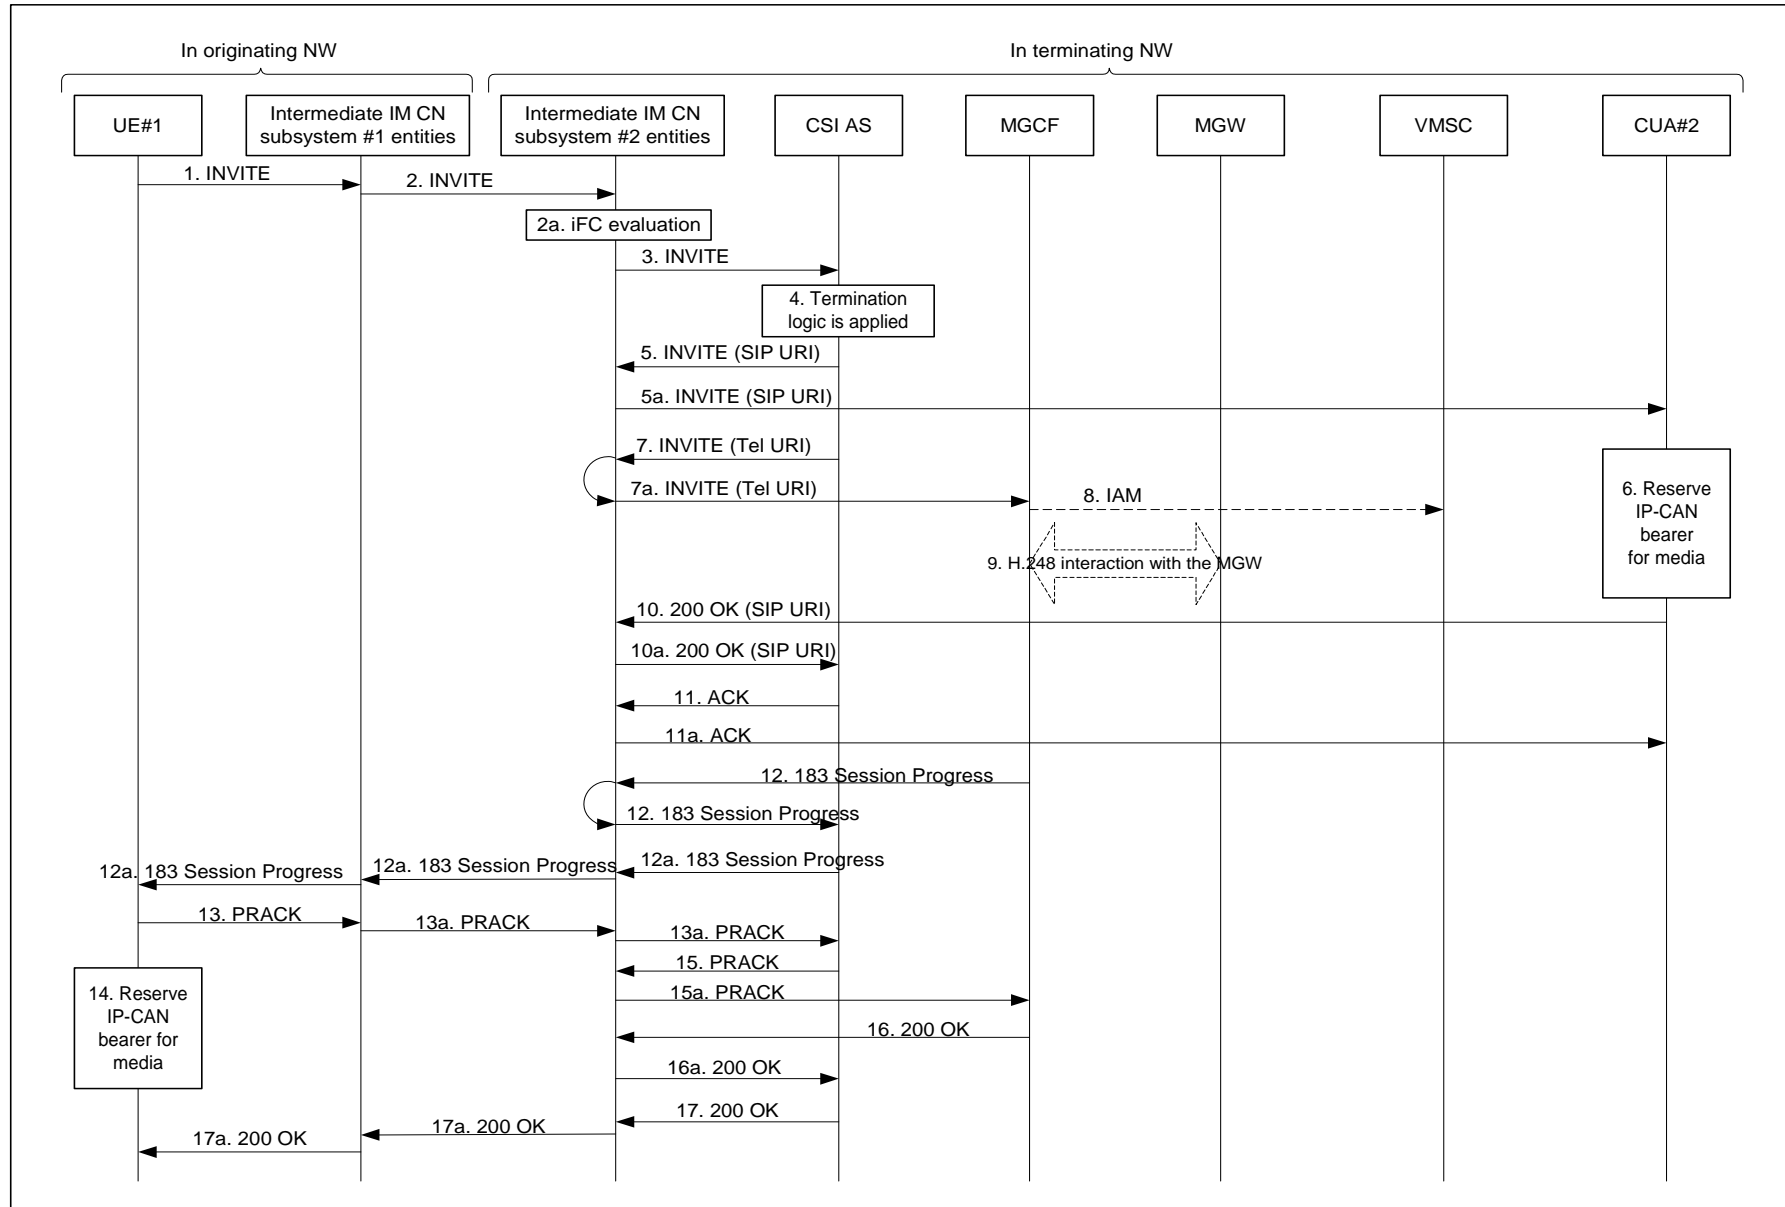 In originating NW
In terminating NW
UE#1
Intermediate IM CN
subsystem #1 entities
Intermediate IM CN
subsystem #2 entities
CSI AS
MGCF
MGW
VMSC
CUA#2
1. INVITE
2. INVITE
2a. iFC evaluation
3. INVITE
4. Termination
logic is applied
5. INVITE (SIP URI)
5a. INVITE (SIP URI)
7. INVITE (Tel URI)
7a. INVITE (Tel URI)
8. IAM
6. Reserve
IP-CAN
bearer
for media
9. H.248 interaction with the MGW
10. 200 OK (SIP URI)
10a. 200 OK (SIP URI)
11. ACK
11a. ACK
12. 183 Session Progress
12. 183 Session Progress
12a. 183 Session Progress
12a. 183 Session Progress
12a. 183 Session Progress
13. PRACK
13a. PRACK
13a. PRACK
15. PRACK
15a. PRACK
14. Reserve
IP-CAN
bearer for
media
16. 200 OK
16a. 200 OK
17. 200 OK
17a. 200 OK
17a. 200 OK